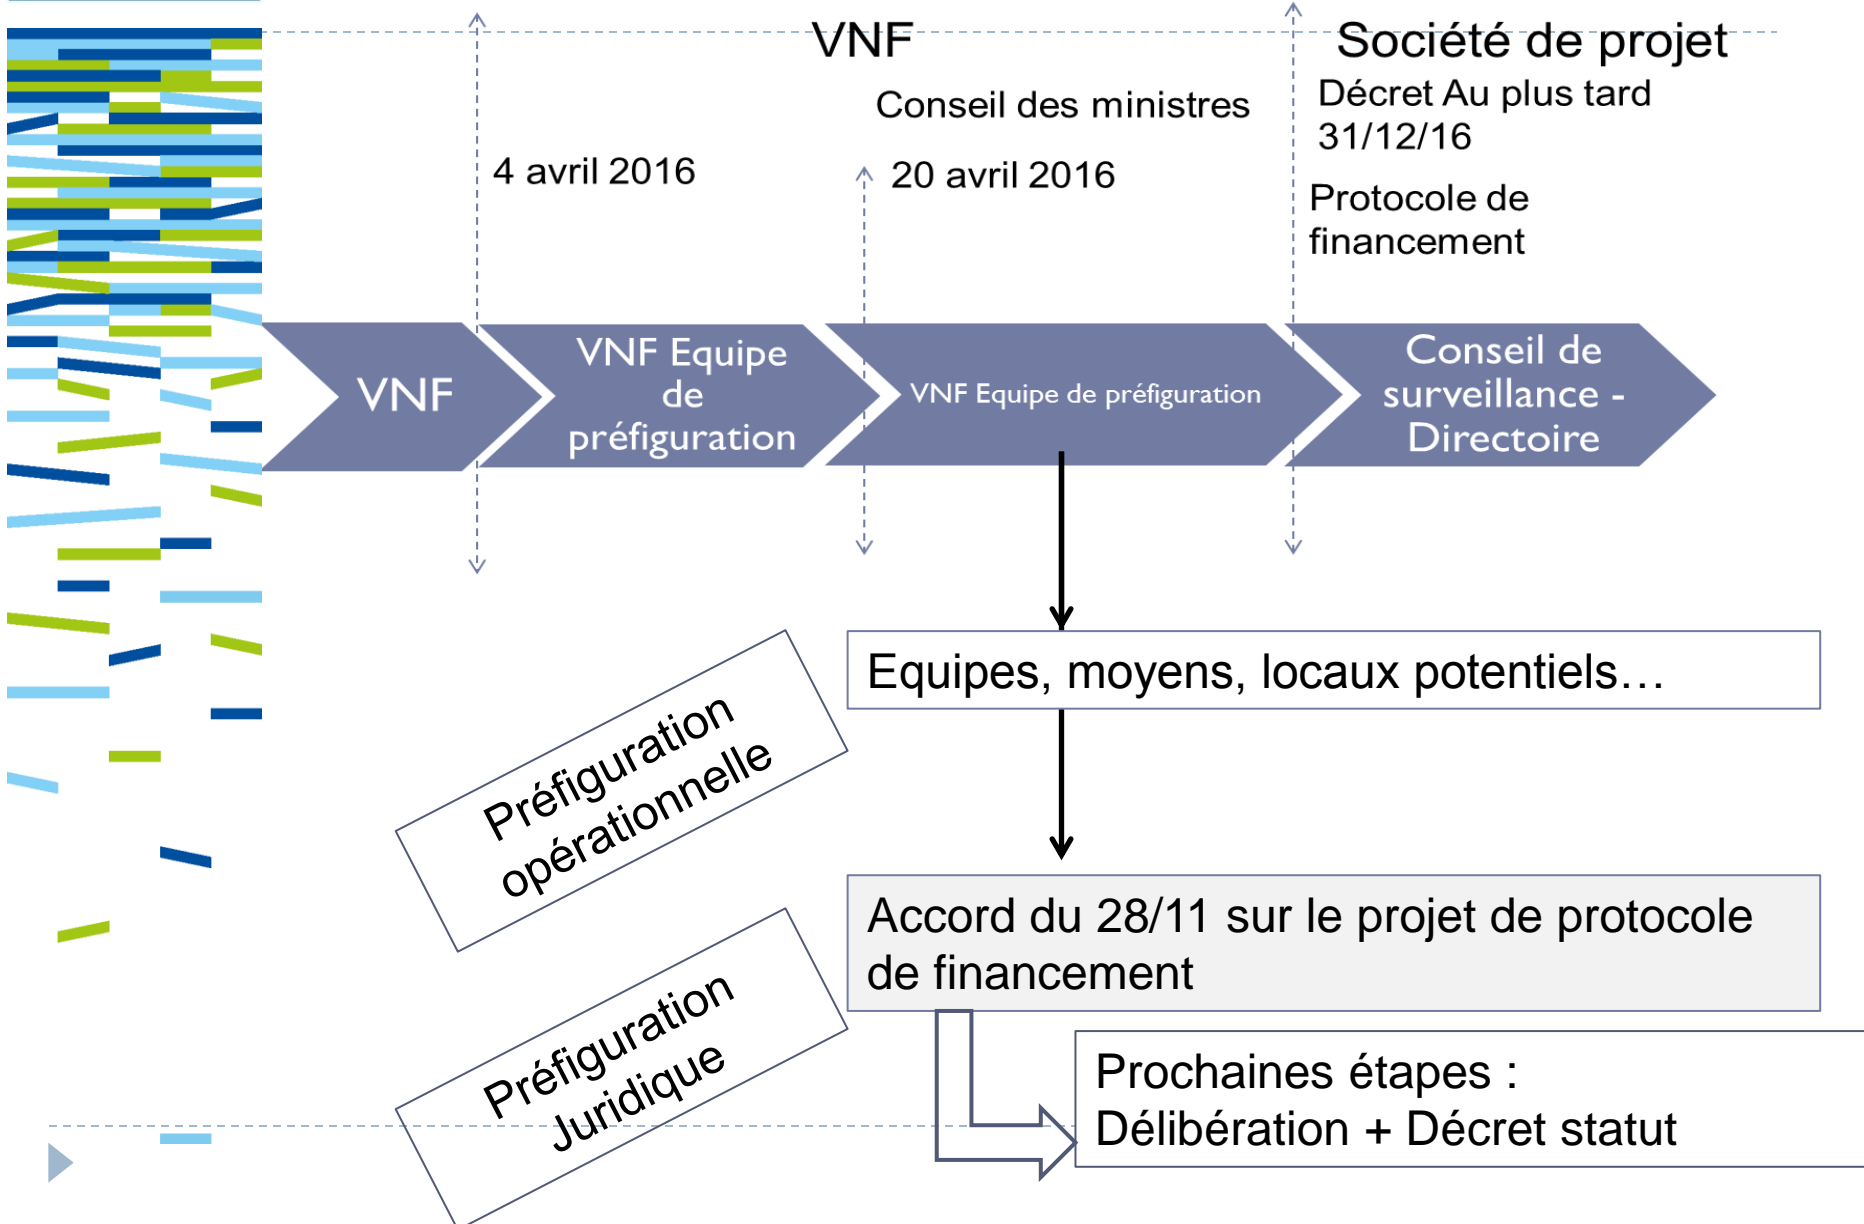 VNF
Société de projet
Conseil des ministres
Décret Au plus tard
31/12/16
4 avril 2016
20 avril 2016
Protocole de
financement
VNF
VNF Equipe
de
préfiguration
VNF Equipe de préfiguration
Conseil de
surveillance -
Directoire
Equipes, moyens, locaux potentiels…
Préfiguration
opérationnelle
Accord du 28/11 sur le projet de protocole
de financement
Préfiguration
Juridique
Prochaines étapes :
Délibération + Décret statut